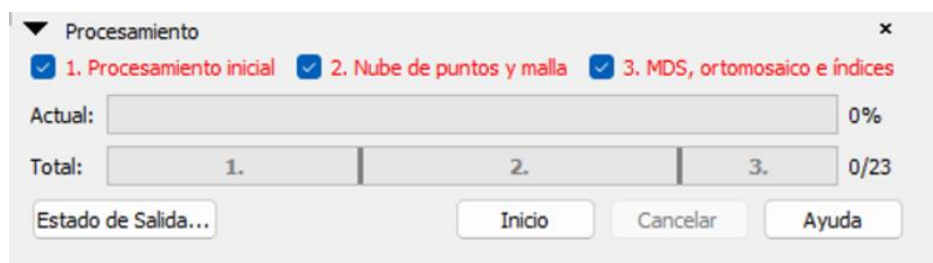 Procesamiento x
1. Procesamiento inicial 2. Nube de puntos y malla 3. MDS, ortomosaico e índices
Actual: 0%
Total: 1. 2. 3. 0/23
Estado de Salida... Inicio Cancelar Ayuda